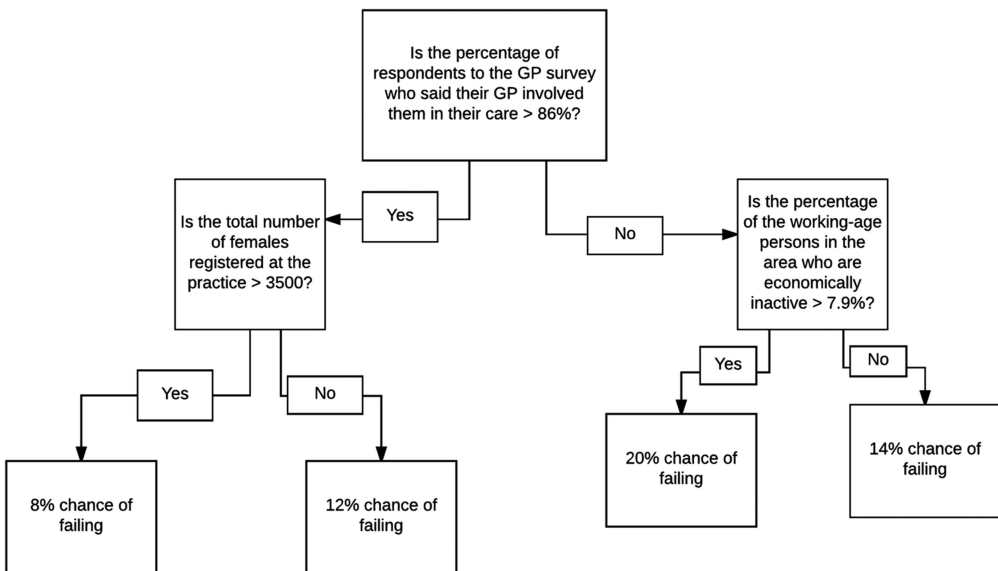 Is the percentage of
respondents to the GP survey
who said their GP involved
them in their care > 86%?
Yes
No
Is the total number
of females
registered at the
practice > 3500?
Is the percentage
of the working-age
persons in the
area who are
economically
inactive > 7.9%?
Yes
No
Yes
No
8% chance of
failing
12% chance of
failing
20% chance of
failing
14% chance of
failing